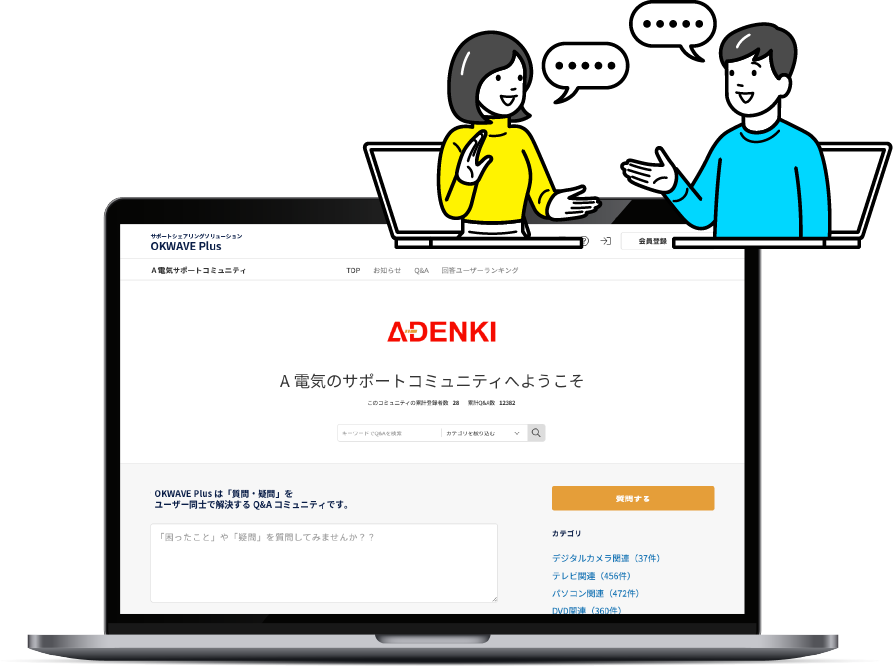 サポートシェアリングソリューション
OKWAVE Plus
会員登録
A 電気サポートコミュニティ
TOP お知らせ Q&A 回答ユーザーランキング
ADENKI
A 電気のサポートコミュニティへようこそ
このコミュニティの累計登録者数 28 累計Q&A数 12382
キーワードでQ&Aを検索 カテゴリを絞り込む
OKWAVE Plus は「質問・疑問」を
ユーザー同士で解決する Q&A コミュニティです。
「困ったこと」や「疑問」を質問してみませんか？？
質問する
カテゴリ
デジタルカメラ関連（37件）
テレビ関連（456件）
パソコン関連（472件）
DVD関連（360件）